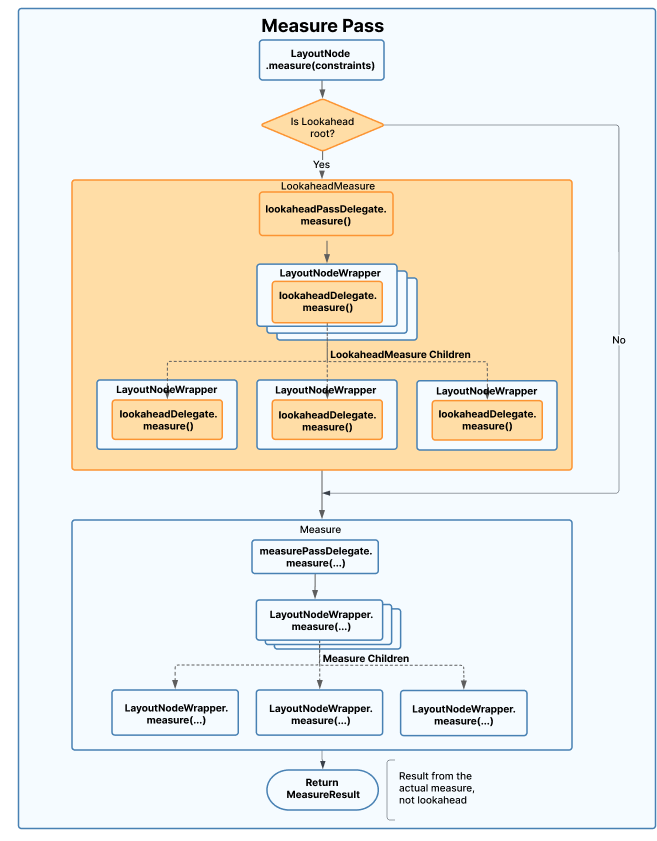 Measure Pass
LayoutNode
.measure(constraints)
Is Lookahead
root?
Yes
No
LookaheadMeasure
lookaheadPassDelegate.
measure()
LayoutNodeWrapper
lookaheadDelegate.
measure()
LookaheadMeasure Children
LayoutNodeWrapper
lookaheadDelegate.
measure()
LayoutNodeWrapper
lookaheadDelegate.
measure()
LayoutNodeWrapper
lookaheadDelegate.
measure()
Measure
measurePassDelegate.
measure(...)
LayoutNodeWrapper.
measure(...)
Measure Children
LayoutNodeWrapper.
measure(...)
LayoutNodeWrapper.
measure(...)
LayoutNodeWrapper.
measure(...)
Return
MeasureResult
Result from the
actual measure,
not lookahead